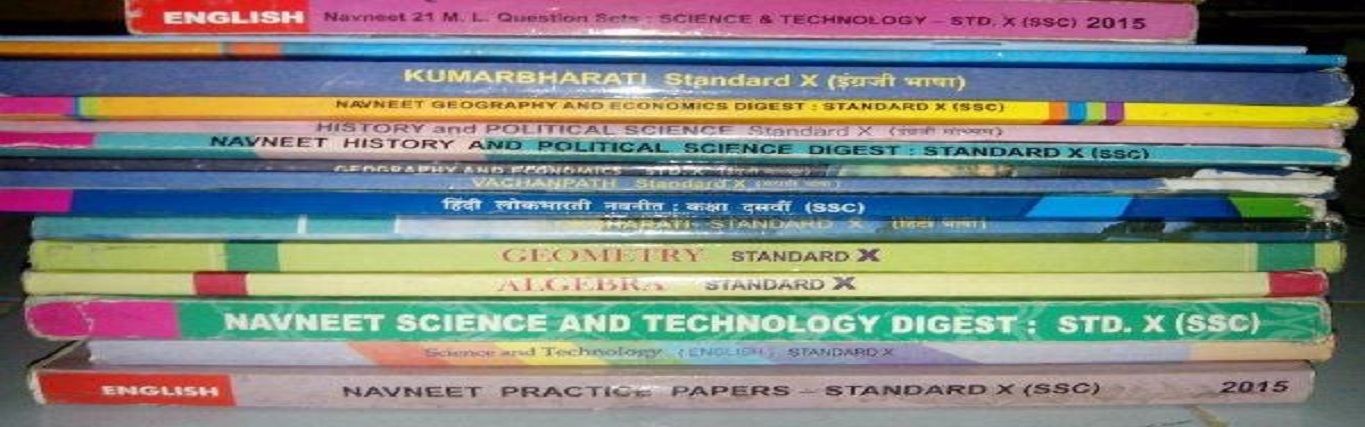 ENGLISH Navneet 21 M. L. Question Sets : SCIENCE & TECHNOLOGY – STD. X (SSC) 2015
KUMARBHARATI Standard X (इंग्रजी भाषा)
NAVNEET GEOGRAPHY AND ECONOMICS DIGEST : STANDARD X (SSC)
HISTORY and POLITICAL SCIENCE Standard X (इंग्रजी माध्यम)
NAVNEET HISTORY AND POLITICAL SCIENCE DIGEST : STANDARD X (SSC)
GEOGRAPHY AND ECONOMICS STD. X
VACHANPATH Standard X
हिंदी लोकभारती नवनीत : कक्षा दसवीं (SSC)
STANDARD X (हिंदी भाषा)
GEOMETRY STANDARD X
ALGEBRA STANDARD X
NAVNEET SCIENCE AND TECHNOLOGY DIGEST : STD. X (SSC)
Science and Technology (ENGLISH) STANDARD X
ENGLISH NAVNEET PRACTICE PAPERS – STANDARD X (SSC) 2015